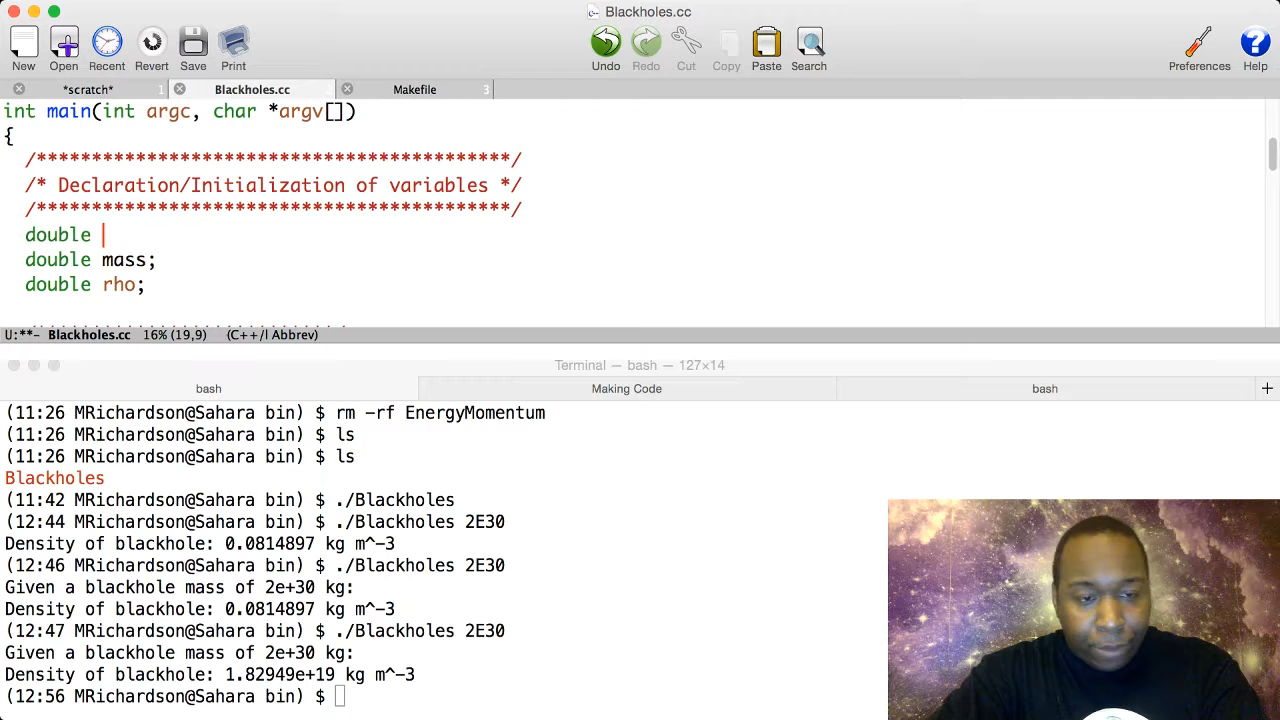 Blackholes.cc
New Open Recent Revert Save Print Undo Redo Cut Copy Paste Search Preferences Help
*scratch* 1 Blackholes.cc Makefile 3
int main(int argc, char *argv[])
{
/*******************************************/
/* Declaration/Initialization of variables */
/*******************************************/
double
double mass;
double rho;
U:**- Blackholes.cc 16% (19,9) (C++/l Abbrev)
Terminal — bash — 127×14
bash Making Code bash +
(11:26 MRichardson@Sahara bin) $ rm -rf EnergyMomentum
(11:26 MRichardson@Sahara bin) $ ls
(11:26 MRichardson@Sahara bin) $ ls
Blackholes
(11:42 MRichardson@Sahara bin) $ ./Blackholes
(12:44 MRichardson@Sahara bin) $ ./Blackholes 2E30
Density of blackhole: 0.0814897 kg m^-3
(12:46 MRichardson@Sahara bin) $ ./Blackholes 2E30
Given a blackhole mass of 2e+30 kg:
Density of blackhole: 0.0814897 kg m^-3
(12:47 MRichardson@Sahara bin) $ ./Blackholes 2E30
Given a blackhole mass of 2e+30 kg:
Density of blackhole: 1.82949e+19 kg m^-3
(12:56 MRichardson@Sahara bin) $